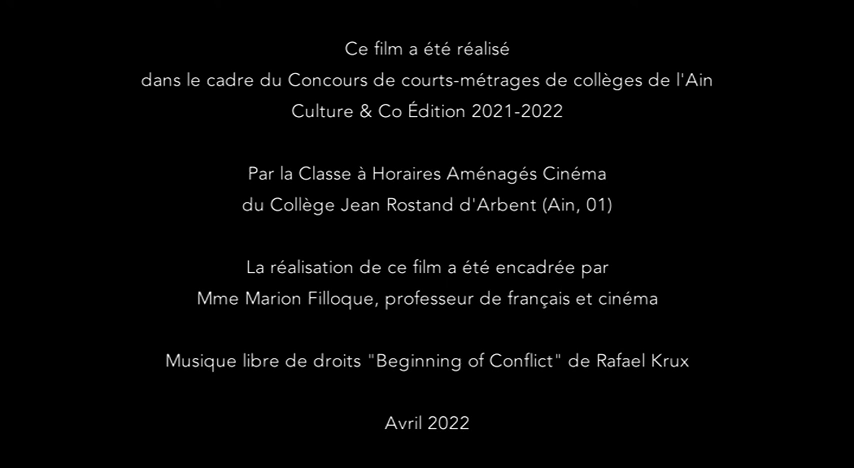 Ce film a été réalisé
dans le cadre du Concours de courts-métrages de collèges de l'Ain
Culture & Co Édition 2021-2022
Par la Classe à Horaires Aménagés Cinéma
du Collège Jean Rostand d'Arbent (Ain, 01)
La réalisation de ce film a été encadrée par
Mme Marion Filloque, professeur de français et cinéma
Musique libre de droits "Beginning of Conflict" de Rafael Krux
Avril 2022